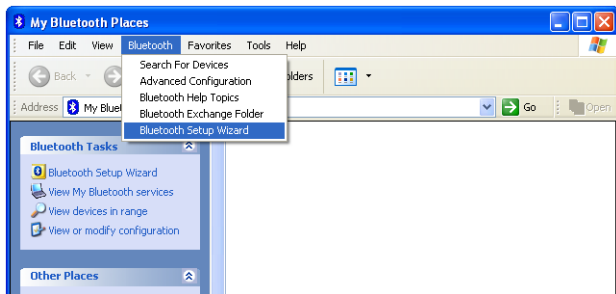 My Bluetooth Places
File Edit View Bluetooth Favorites Tools Help
Search For Devices
Advanced Configuration
Bluetooth Help Topics
Bluetooth Exchange Folder
Bluetooth Setup Wizard
Back
Address My Go Open
Bluetooth Tasks
Bluetooth Setup Wizard
View My Bluetooth services
View devices in range
View or modify configuration
Other Places